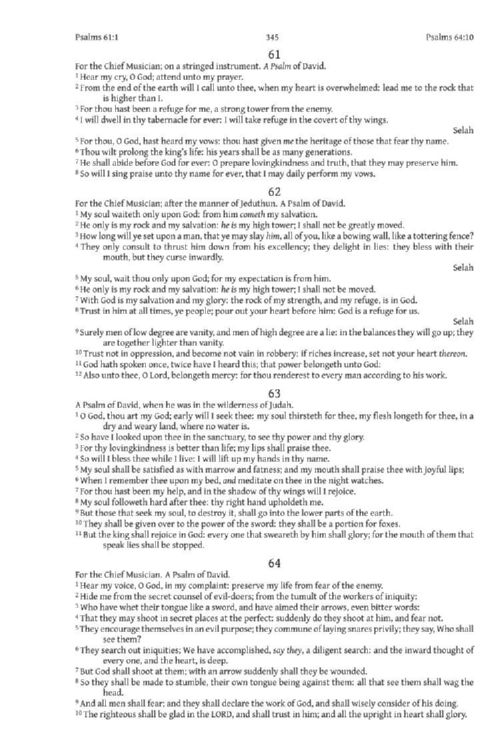 Psalms 61:1 345 Psalms 64:10
61
For the Chief Musician; on a stringed instrument. A Psalm of David.
1 Hear my cry, O God; attend unto my prayer.
2 From the end of the earth will I call unto thee, when my heart is overwhelmed: lead me to the rock that
is higher than I.
3 For thou hast been a refuge for me, a strong tower from the enemy.
4 I will dwell in thy tabernacle for ever: I will take refuge in the covert of thy wings.
Selah
5 For thou, O God, hast heard my vows: thou hast given me the heritage of those that fear thy name.
6 Thou wilt prolong the king's life: his years shall be as many generations.
7 He shall abide before God for ever: O prepare lovingkindness and truth, that they may preserve him.
8 So will I sing praise unto thy name for ever, that I may daily perform my vows.
62
For the Chief Musician; after the manner of Jeduthun. A Psalm of David.
1 My soul waiteth only upon God: from him cometh my salvation.
2 He only is my rock and my salvation: he is my high tower; I shall not be greatly moved.
3 How long will ye set upon a man, that ye may slay him, all of you, like a bowing wall, like a tottering fence?
4 They only consult to thrust him down from his excellency; they delight in lies: they bless with their
mouth, but they curse inwardly.
Selah
5 My soul, wait thou only upon God; for my expectation is from him.
6 He only is my rock and my salvation: he is my high tower; I shall not be moved.
7 With God is my salvation and my glory: the rock of my strength, and my refuge, is in God.
8 Trust in him at all times, ye people; pour out your heart before him: God is a refuge for us.
Selah
9 Surely men of low degree are vanity, and men of high degree are a lie: in the balances they will go up; they
are together lighter than vanity.
10 Trust not in oppression, and become not vain in robbery: if riches increase, set not your heart thereon.
11 God hath spoken once, twice have I heard this; that power belongeth unto God:
12 Also unto thee, O Lord, belongeth mercy: for thou renderest to every man according to his work.
63
A Psalm of David, when he was in the wilderness of Judah.
1 O God, thou art my God; early will I seek thee: my soul thirsteth for thee, my flesh longeth for thee, in a
dry and weary land, where no water is.
2 So have I looked upon thee in the sanctuary, to see thy power and thy glory.
3 For thy lovingkindness is better than life; my lips shall praise thee.
4 So will I bless thee while I live: I will lift up my hands in thy name.
5 My soul shall be satisfied as with marrow and fatness; and my mouth shall praise thee with joyful lips;
6 When I remember thee upon my bed, and meditate on thee in the night watches.
7 For thou hast been my help, and in the shadow of thy wings will I rejoice.
8 My soul followeth hard after thee: thy right hand upholdeth me.
9 But those that seek my soul, to destroy it, shall go into the lower parts of the earth.
10 They shall be given over to the power of the sword: they shall be a portion for foxes.
11 But the king shall rejoice in God: every one that sweareth by him shall glory; for the mouth of them that
speak lies shall be stopped.
64
For the Chief Musician. A Psalm of David.
1 Hear my voice, O God, in my complaint: preserve my life from fear of the enemy.
2 Hide me from the secret counsel of evil-doers; from the tumult of the workers of iniquity:
3 Who have whet their tongue like a sword, and have aimed their arrows, even bitter words:
4 That they may shoot in secret places at the perfect: suddenly do they shoot at him, and fear not.
5 They encourage themselves in an evil purpose; they commune of laying snares privily; they say, Who shall
see them?
6 They search out iniquities; We have accomplished, say they, a diligent search: and the inward thought of
every one, and the heart, is deep.
7 But God shall shoot at them; with an arrow suddenly shall they be wounded.
8 So they shall be made to stumble, their own tongue being against them: all that see them shall wag the
head.
9 And all men shall fear; and they shall declare the work of God, and shall wisely consider of his doing.
10 The righteous shall be glad in the LORD, and shall trust in him; and all the upright in heart shall glory.